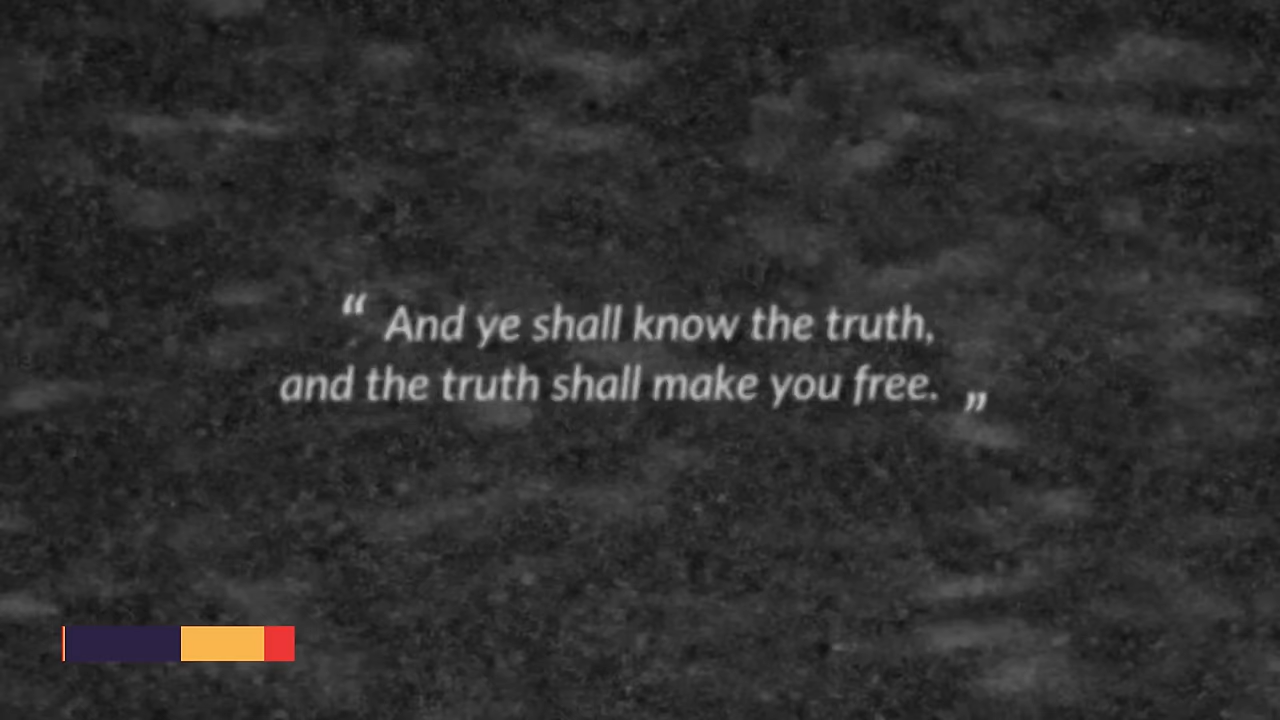 “ And ye shall know the truth,
and the truth shall make you free. „